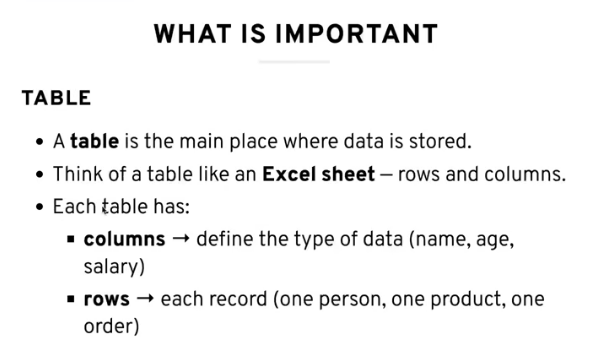 WHAT IS IMPORTANT
TABLE
• A table is the main place where data is stored.
• Think of a table like an Excel sheet – rows and columns.
• Each table has:
▪ columns → define the type of data (name, age,
salary)
▪ rows → each record (one person, one product, one
order)